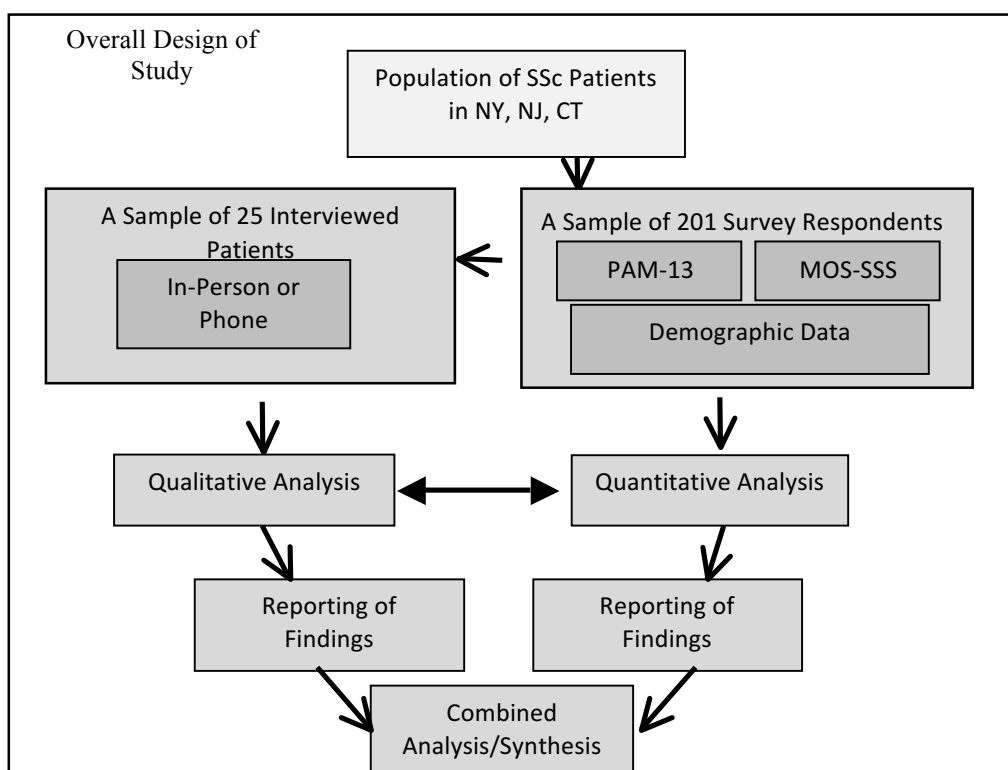 Overall Design of
Study
Population of SSc Patients
in NY, NJ, CT
A Sample of 25 Interviewed
Patients
In-Person or
Phone
A Sample of 201 Survey Respondents
PAM-13
MOS-SSS
Demographic Data
Qualitative Analysis
Quantitative Analysis
Reporting of
Findings
Reporting of
Findings
Combined
Analysis/Synthesis